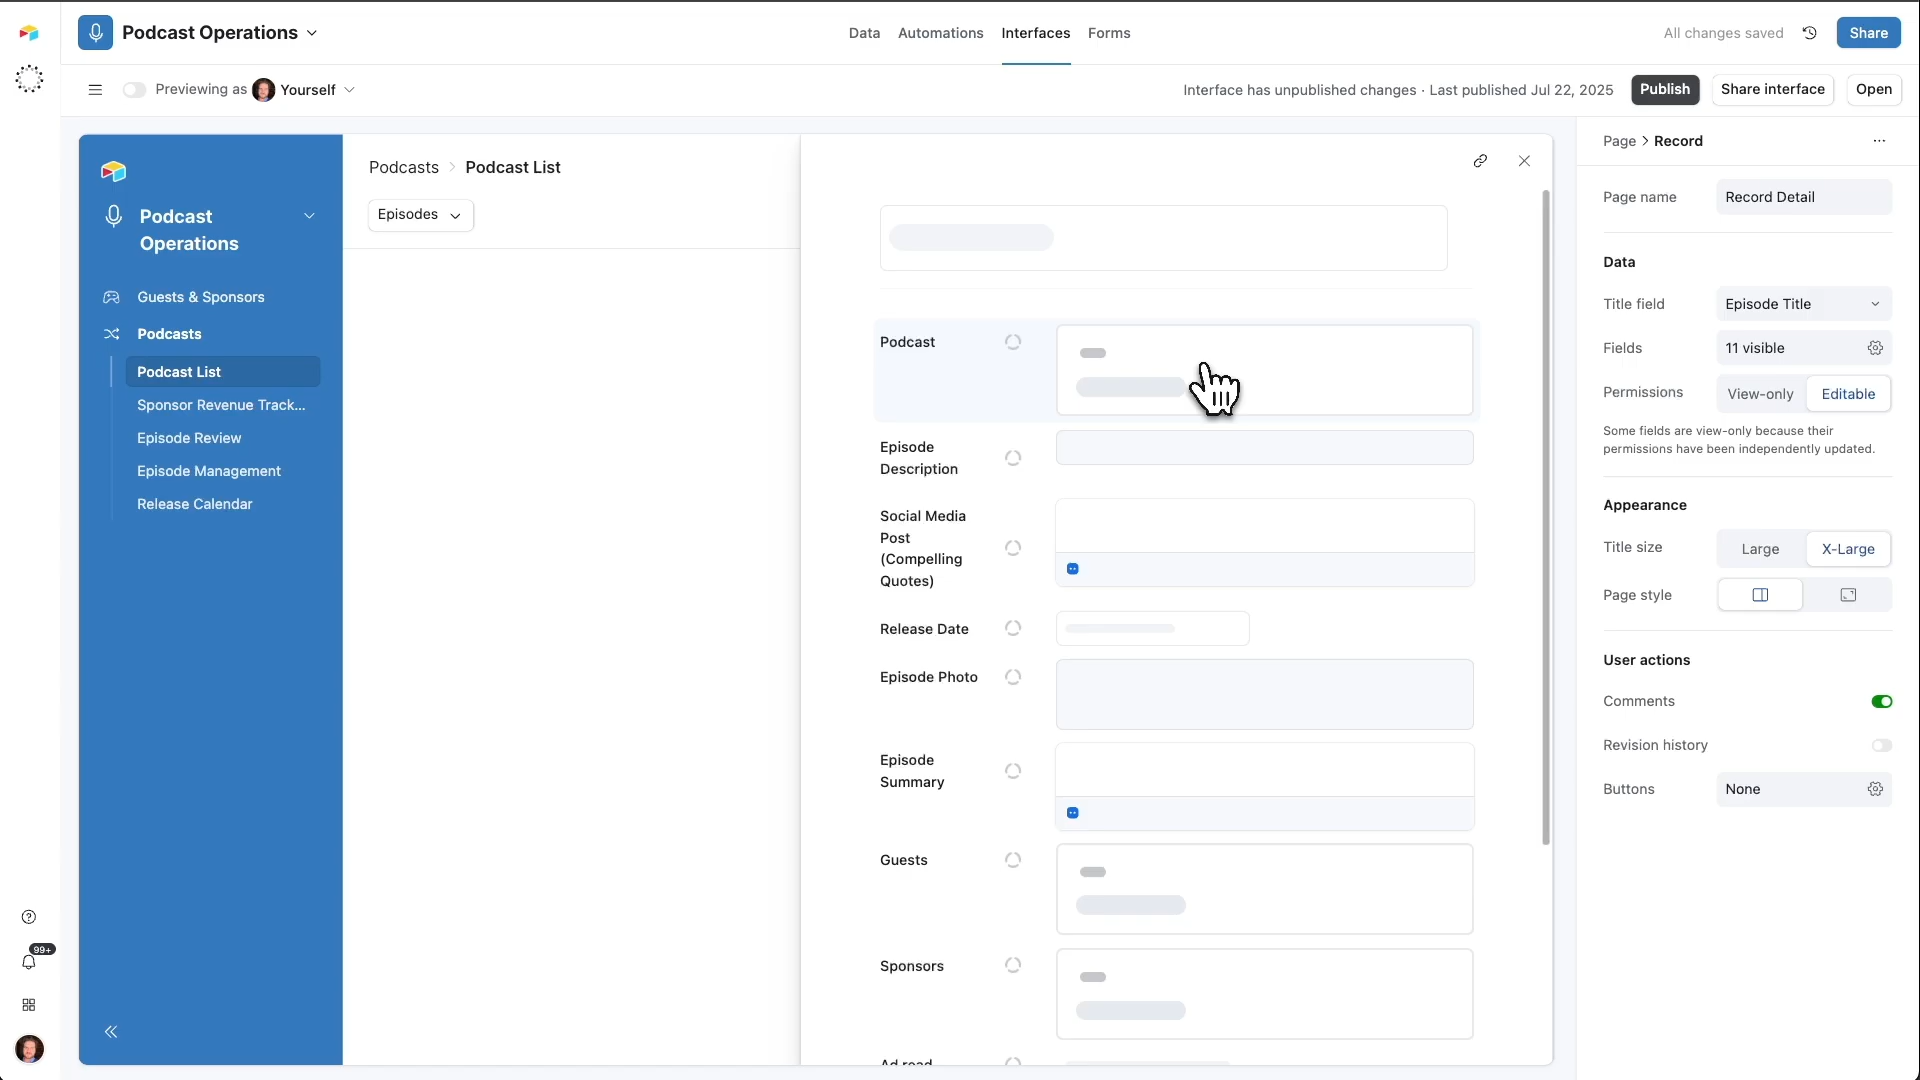 Podcast Operations
Data
Automations
Interfaces
Forms
All changes saved
Share
Previewing as
Yourself
Interface has unpublished changes · Last published Jul 22, 2025
Publish
Share interface
Open
Podcast
Operations
Guests & Sponsors
Podcasts
Podcast List
Sponsor Revenue Track...
Episode Review
Episode Management
Release Calendar
99+
Podcasts
Podcast List
Episodes
Podcast
Episode
Description
Social Media
Post
(Compelling
Quotes)
Release Date
Episode Photo
Episode
Summary
Guests
Sponsors
Ad read
Page
Record
Page name
Record Detail
Data
Title field
Episode Title
Fields
11 visible
Permissions
View-only
Editable
Some fields are view-only because their
permissions have been independently updated.
Appearance
Title size
Large
X-Large
Page style
User actions
Comments
Revision history
Buttons
None